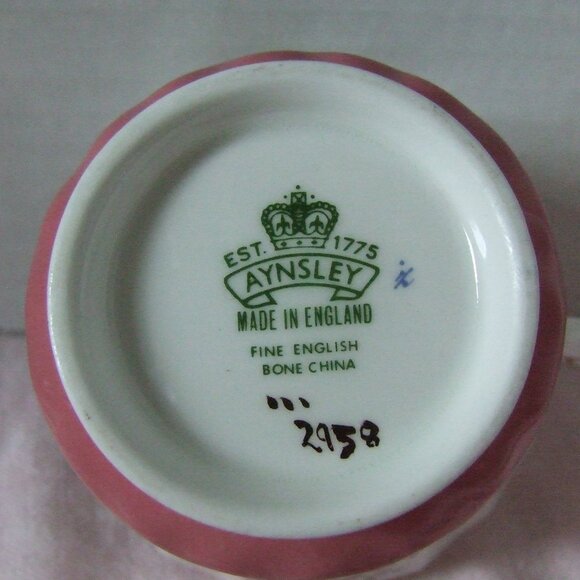 EST. 1775
AYNSLEY
MADE IN ENGLAND
FINE ENGLISH
BONE CHINA
2958